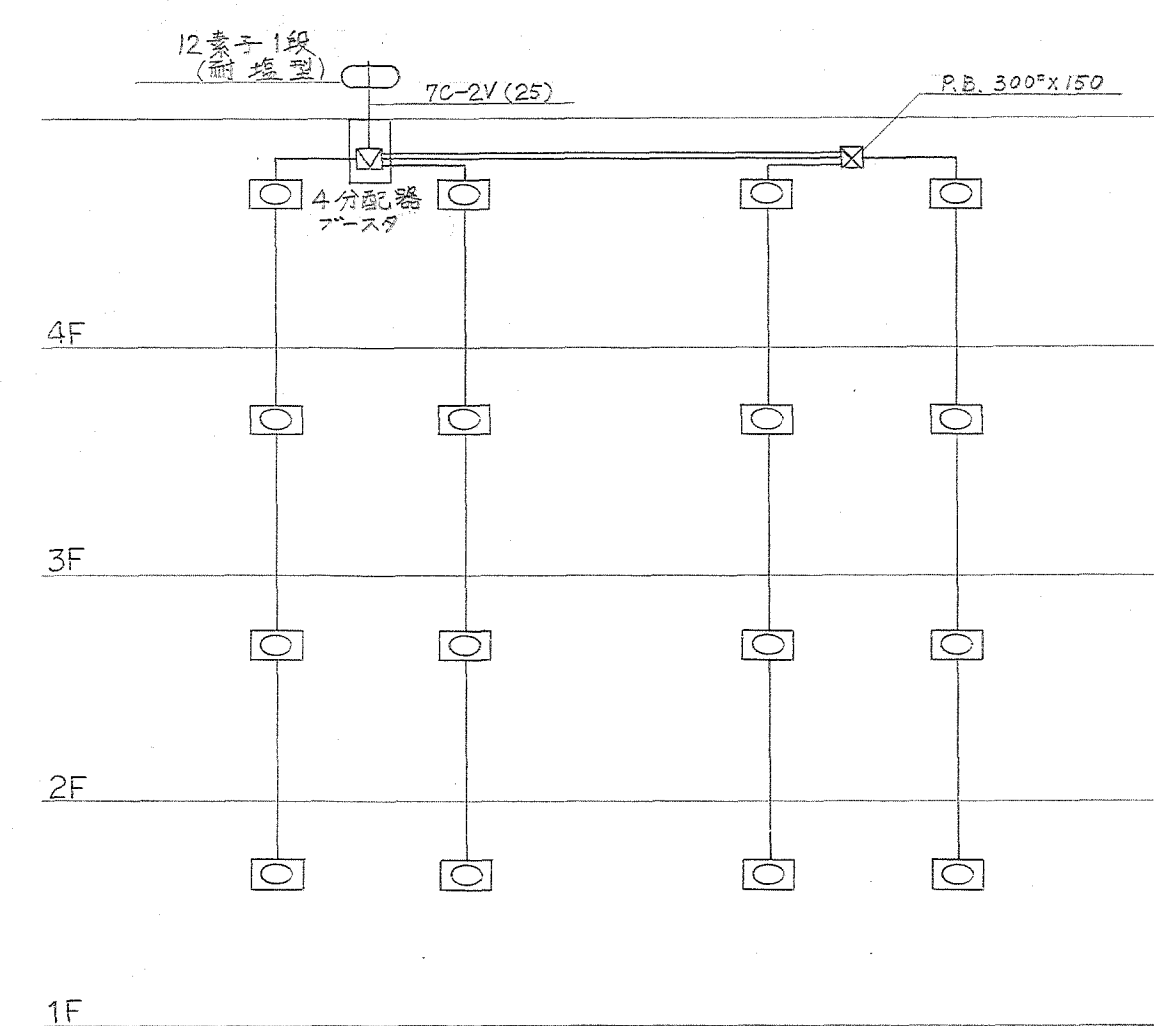 12素子1段
(耐塩型)
7C-2V(25)
P.B. 300□×150
4分配器
ブースタ
4F
3F
2F
1F